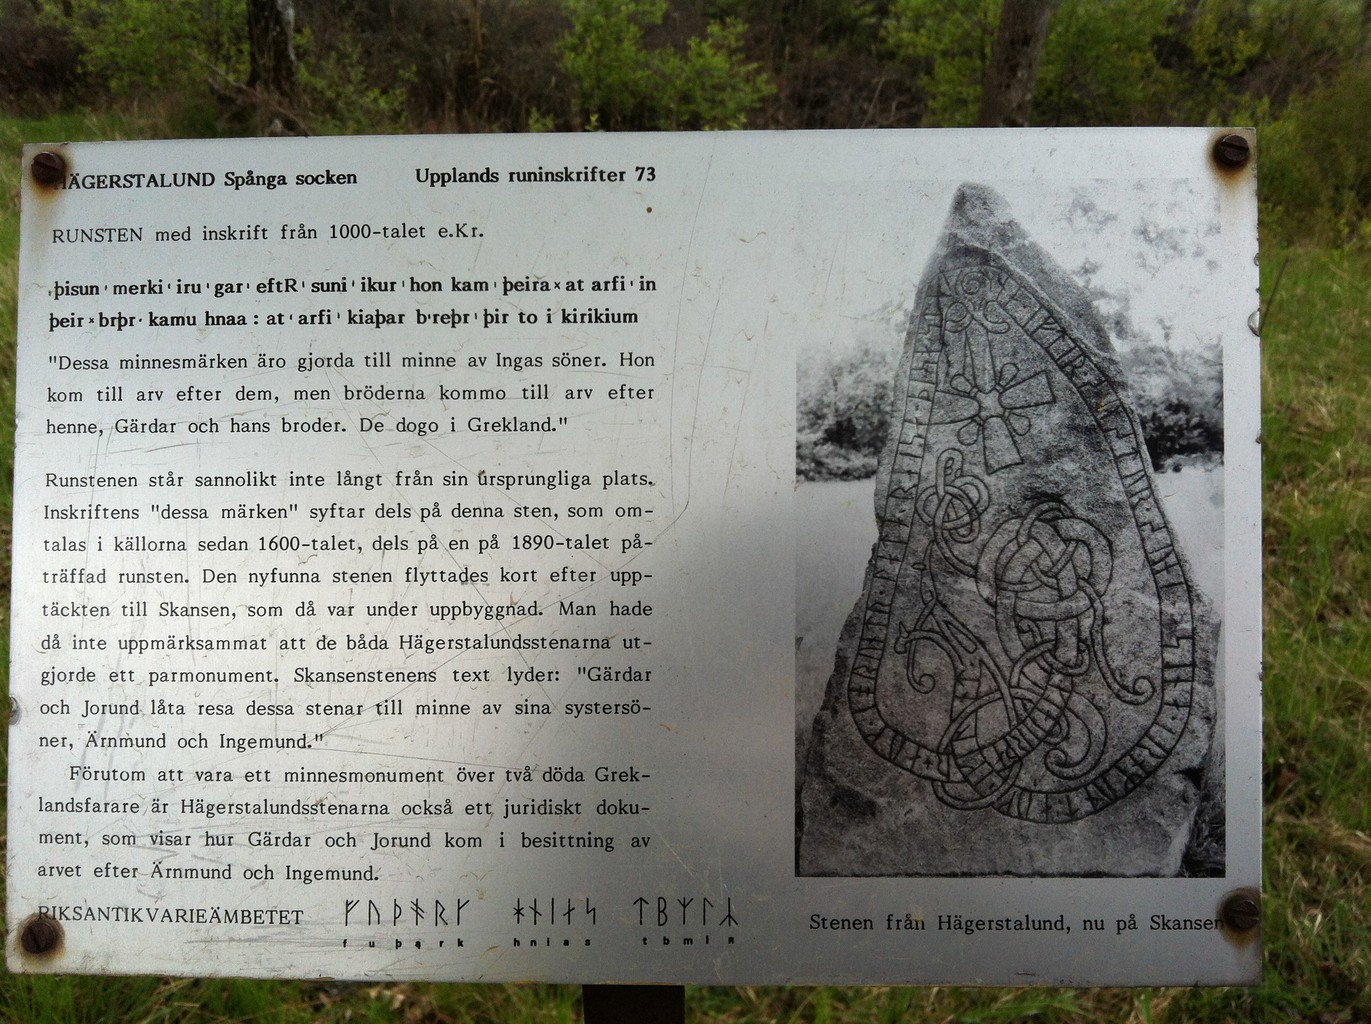 HÄGERSTALUND Spånga socken Upplands runinskrifter 73
RUNSTEN med inskrift från 1000-talet e.Kr.
þisun ' merki ' iru ' gar ' eftR ' suni ' ikur ' hon kam ' þeira × at arfi ' in
þeir × brþr · kamu hnaa : at ' arfi ' kiaþar b'reþr ' þir to i kirikium
"Dessa minnesmärken äro gjorda till minne av Ingas söner. Hon
kom till arv efter dem, men bröderna kommo till arv efter
henne, Gärdar och hans broder. De dogo i Grekland."
Runstenen står sannolikt inte långt från sin ursprungliga plats.
Inskriftens "dessa märken" syftar dels på denna sten, som om-
talas i källorna sedan 1600-talet, dels på en på 1890-talet på-
träffad runsten. Den nyfunna stenen flyttades kort efter upp-
täckten till Skansen, som då var under uppbyggnad. Man hade
då inte uppmärksammat att de båda Hägerstalundsstenarna ut-
gjorde ett parmonument. Skansenstenens text lyder: "Gärdar
och Jorund låta resa dessa stenar till minne av sina systersö-
ner, Ärnmund och Ingemund."
Förutom att vara ett minnesmonument över två döda Grek-
landsfarare är Hägerstalundsstenarna också ett juridiskt doku-
ment, som visar hur Gärdar och Jorund kom i besittning av
arvet efter Ärnmund och Ingemund.
RIKSANTIKVARIEÄMBETET ᚠᚢᚦᚬᚱᚴ ᚼᚾᛁᛅᛋ ᛏᛒᛘᛚᛦ
f u þ ą r k h n i a s t b m l R
Stenen från Hägerstalund, nu på Skansen